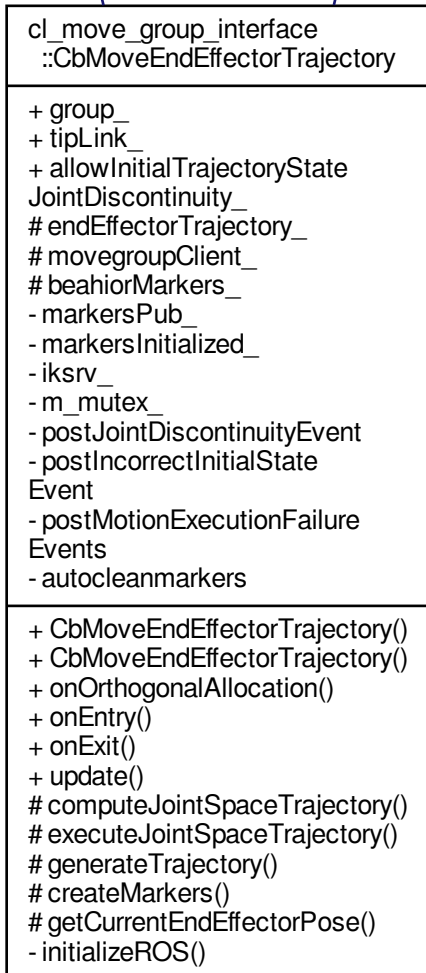 cl_move_group_interface
::CbMoveEndEffectorTrajectory
+ group_
+ tipLink_
+ allowInitialTrajectoryState
JointDiscontinuity_
# endEffectorTrajectory_
# movegroupClient_
# beahiorMarkers_
- markersPub_
- markersInitialized_
- iksrv_
- m_mutex_
- postJointDiscontinuityEvent
- postIncorrectInitialState
Event
- postMotionExecutionFailure
Events
- autocleanmarkers
+ CbMoveEndEffectorTrajectory()
+ CbMoveEndEffectorTrajectory()
+ onOrthogonalAllocation()
+ onEntry()
+ onExit()
+ update()
# computeJointSpaceTrajectory()
# executeJointSpaceTrajectory()
# generateTrajectory()
# createMarkers()
# getCurrentEndEffectorPose()
- initializeROS()